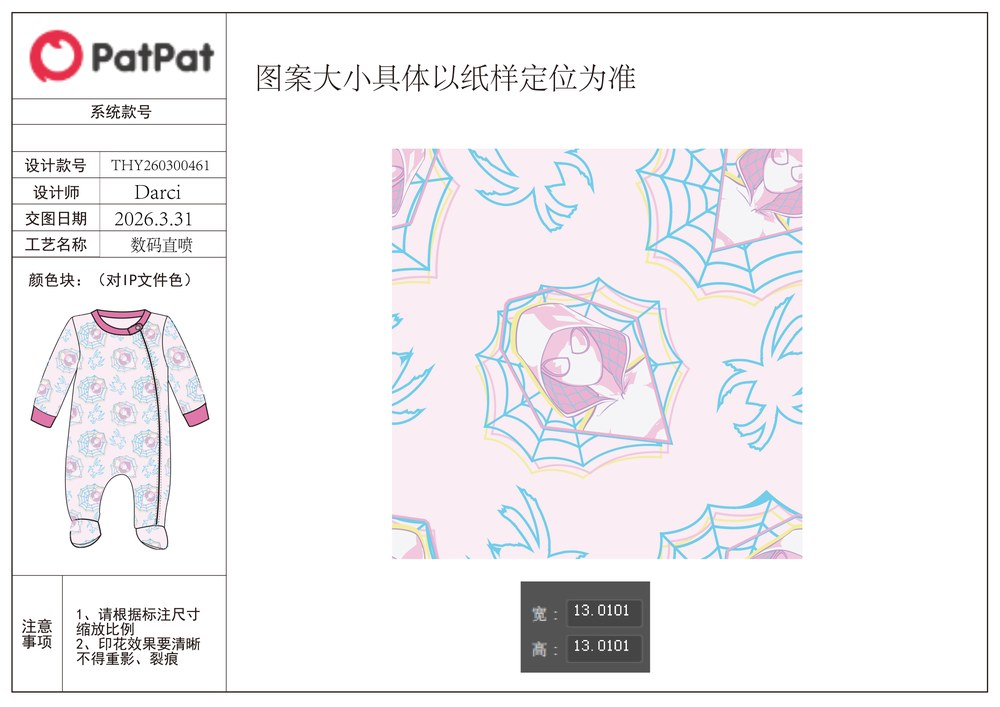 PatPat
图案大小具体以纸样定位为准
系统款号
设计款号 THY260300461
设计师 Darci
交图日期 2026.3.31
工艺名称 数码直喷
颜色块：（对IP文件色）
宽： 13.0101
高： 13.0101
注意
事项
1、请根据标注尺寸
缩放比例
2、印花效果要清晰
不得重影、裂痕